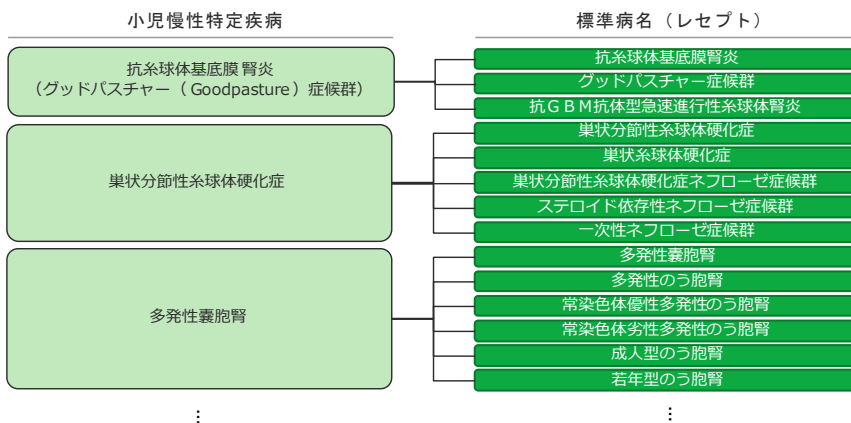 小児慢性特定疾病
標準病名（レセプト）
抗糸球体基底膜腎炎
（グッドパスチャー（Goodpasture）症候群）
抗糸球体基底膜腎炎
グッドパスチャー症候群
抗ＧＢＭ抗体型急速進行性糸球体腎炎
巣状分節性糸球体硬化症
巣状分節性糸球体硬化症
巣状糸球体硬化症
巣状分節性糸球体硬化症ネフローゼ症候群
ステロイド依存性ネフローゼ症候群
一次性ネフローゼ症候群
多発性嚢胞腎
多発性嚢胞腎
多発性のう胞腎
常染色体優性多発性のう胞腎
常染色体劣性多発性のう胞腎
成人型のう胞腎
若年型のう胞腎
…
…